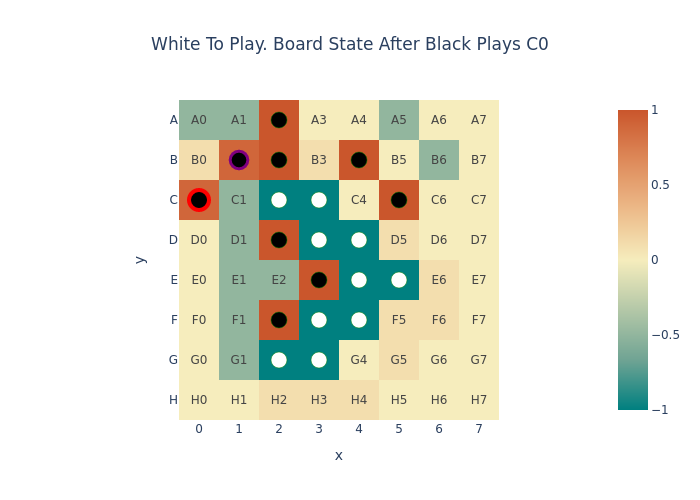 White To Play. Board State After Black Plays C0
A A0 A1 A3 A4 A5 A6 A7
B B0 B3 B5 B6 B7
C C1 C4 C6 C7
D D0 D1 D5 D6 D7
E E0 E1 E2 E6 E7
F F0 F1 F5 F6 F7
G G0 G1 G4 G5 G6 G7
H H0 H1 H2 H3 H4 H5 H6 H7
0 1 2 3 4 5 6 7
x
y
1
0.5
0
−0.5
−1